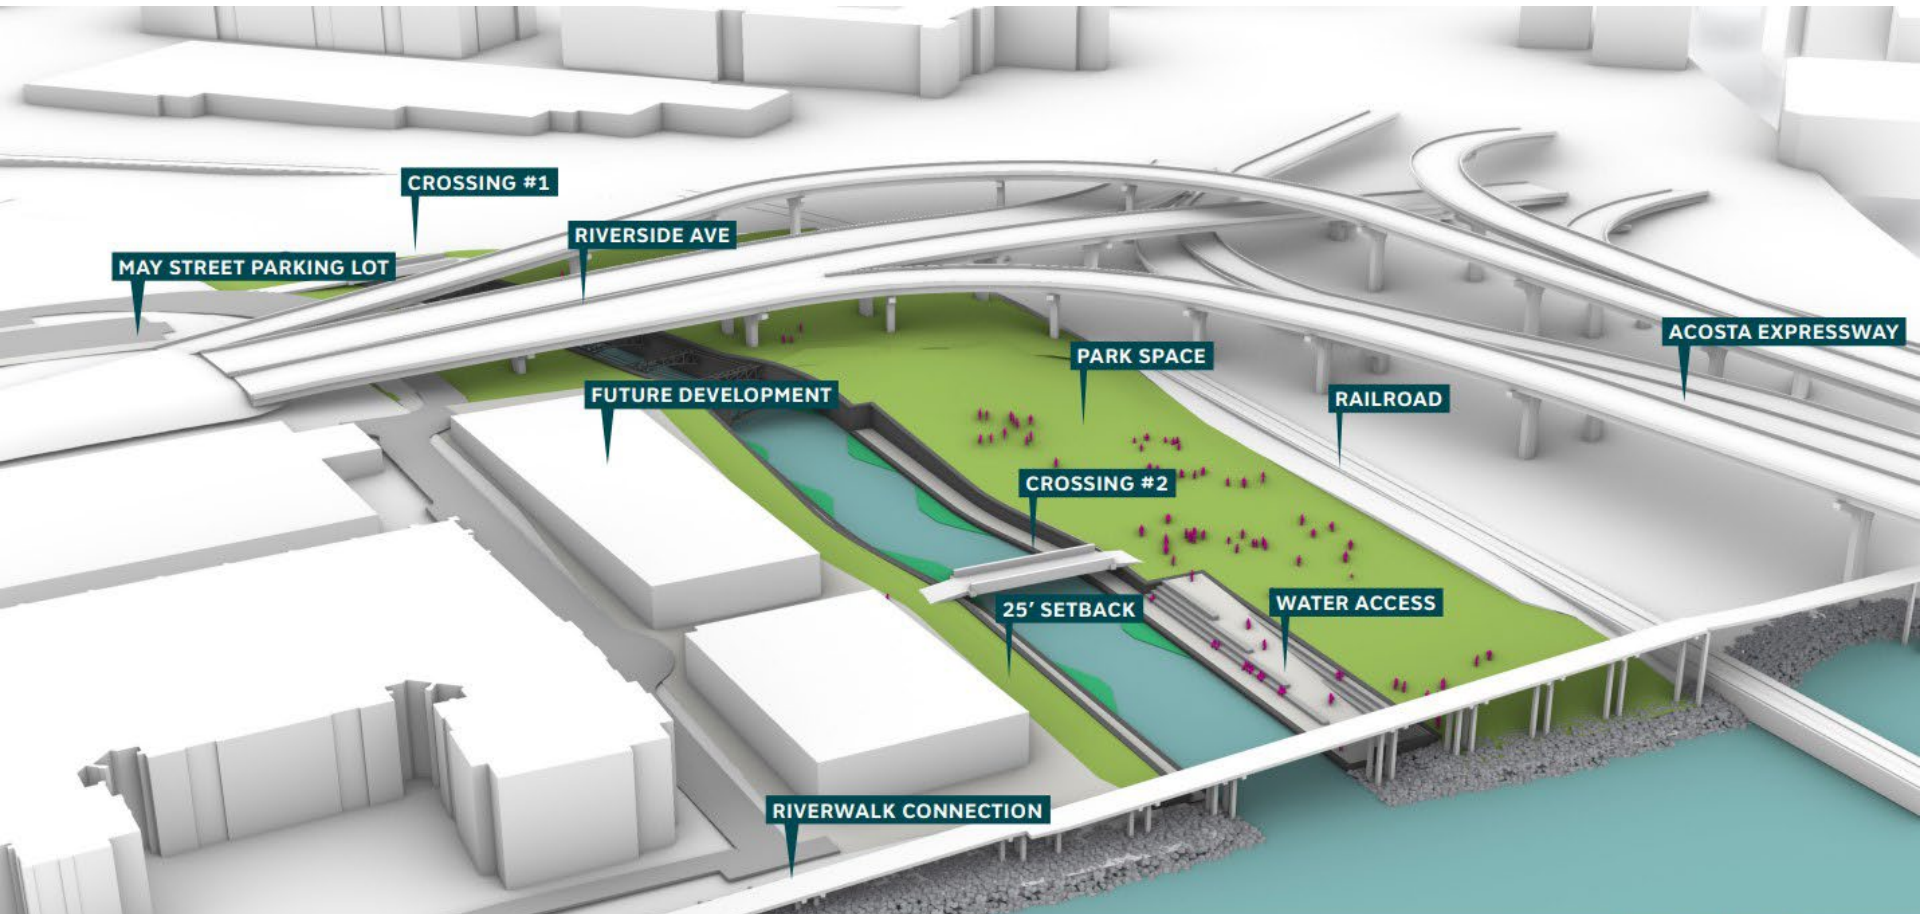 CROSSING #1
RIVERSIDE AVE
MAY STREET PARKING LOT
ACOSTA EXPRESSWAY
PARK SPACE
FUTURE DEVELOPMENT
RAILROAD
CROSSING #2
25’ SETBACK
WATER ACCESS
RIVERWALK CONNECTION